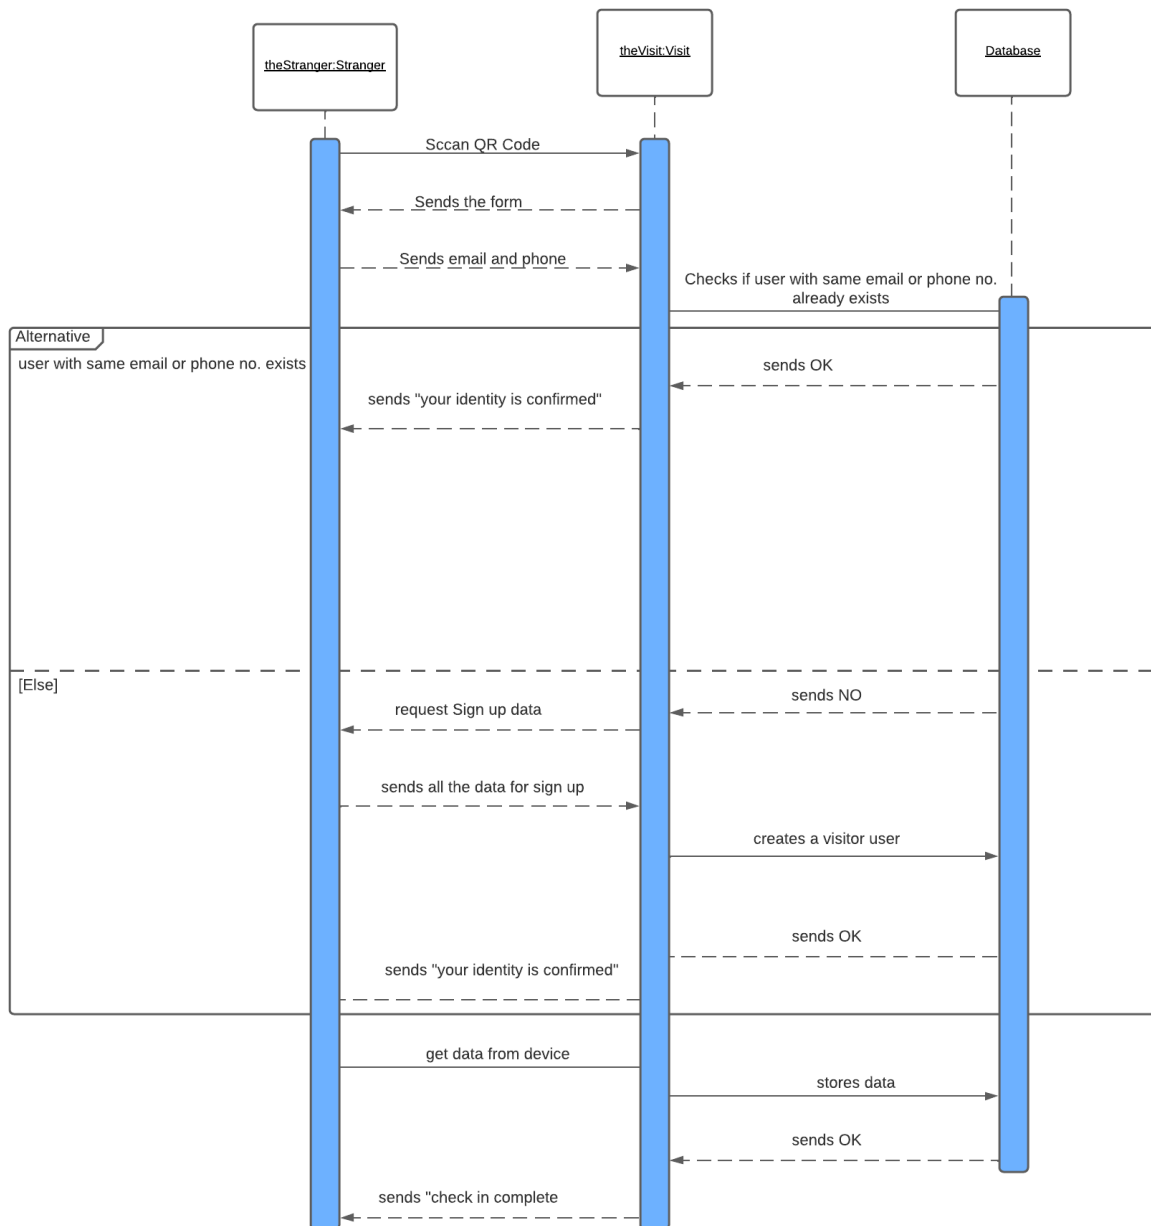 theStranger:Stranger
theVisit:Visit
Database
Sccan QR Code
Sends the form
Sends email and phone
Checks if user with same email or phone no.
already exists
Alternative
user with same email or phone no. exists
sends OK
sends "your identity is confirmed"
[Else]
sends NO
request Sign up data
sends all the data for sign up
creates a visitor user
sends OK
sends "your identity is confirmed"
get data from device
stores data
sends OK
sends "check in complete